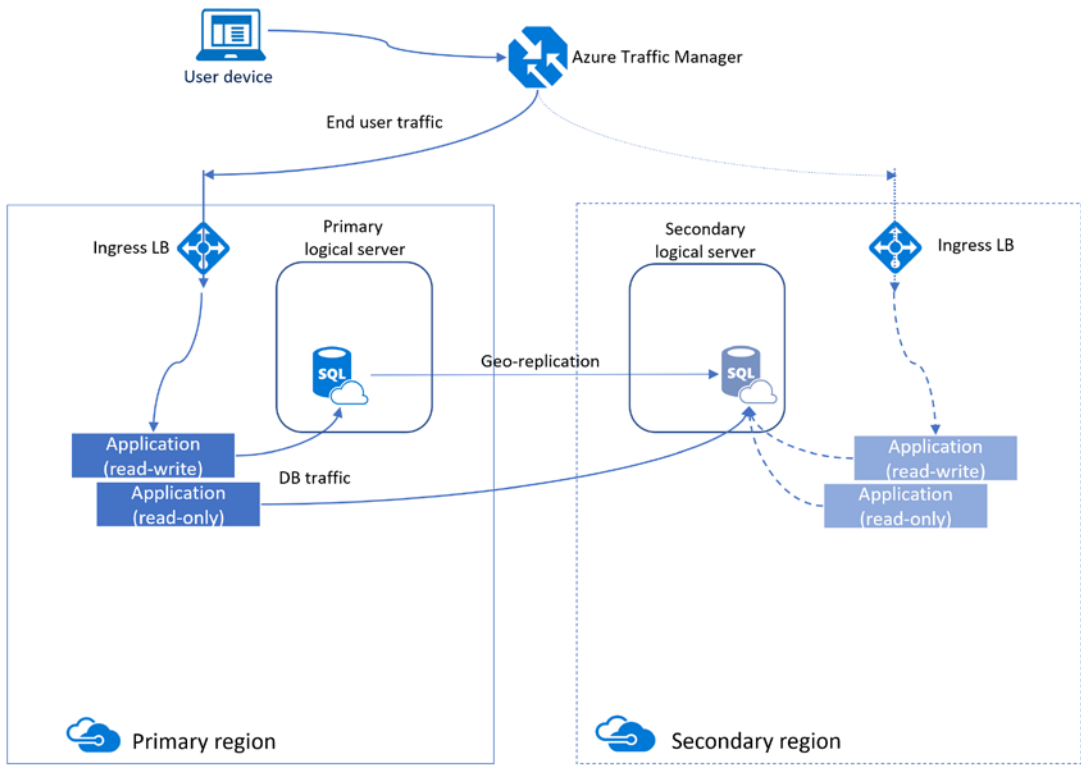 User device
Azure Traffic Manager
End user traffic
Ingress LB
Primary
logical server
Secondary
logical server
Ingress LB
SQL
Geo-replication
SQL
Application
(read-write)
DB traffic
Application
(read-only)
Application
(read-write)
Application
(read-only)
Primary region
Secondary region